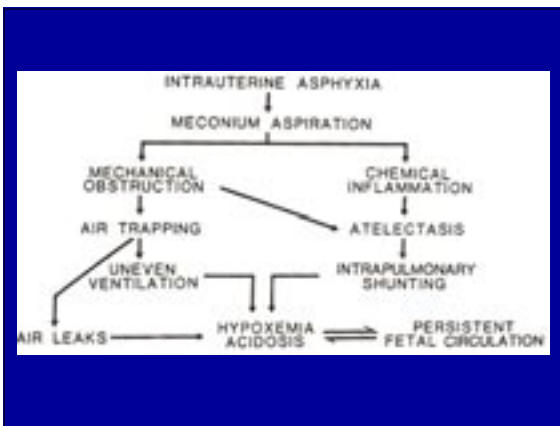 INTRAUTERINE ASPHYXIA
MECONIUM ASPIRATION
MECHANICAL
OBSTRUCTION
CHEMICAL
INFLAMMATION
AIR TRAPPING
ATELECTASIS
UNEVEN
VENTILATION
INTRAPULMONARY
SHUNTING
AIR LEAKS
HYPOXEMIA
ACIDOSIS
PERSISTENT
FETAL CIRCULATION